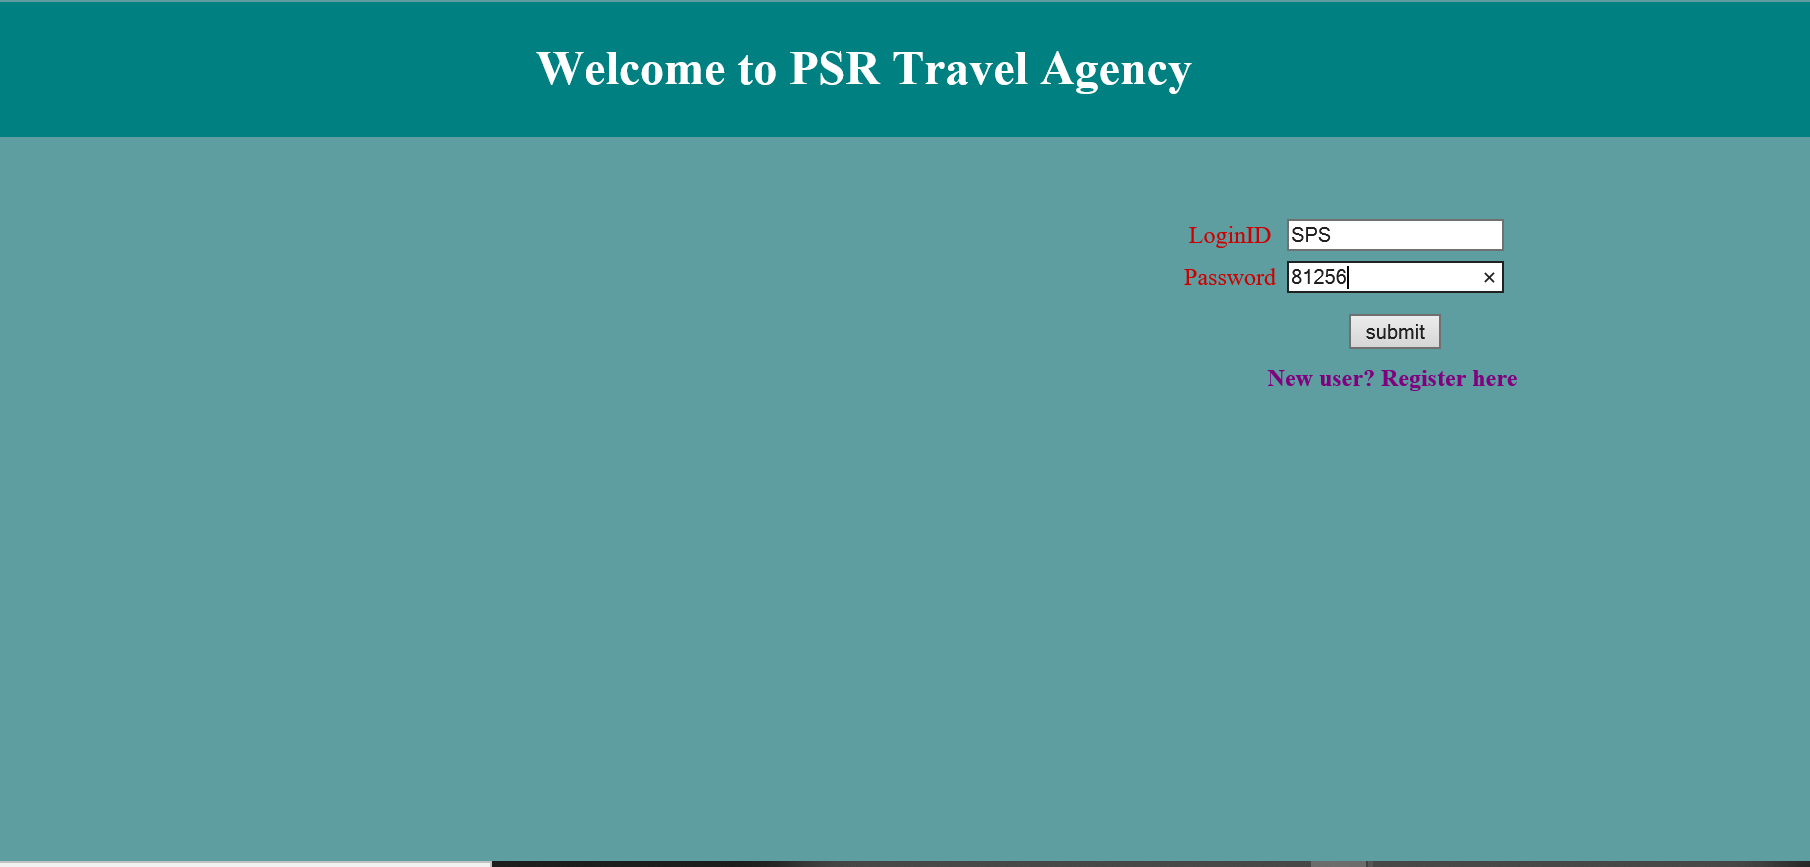 Welcome to PSR Travel Agency
LoginID SPS
Password 81256 ×
submit
New user? Register here